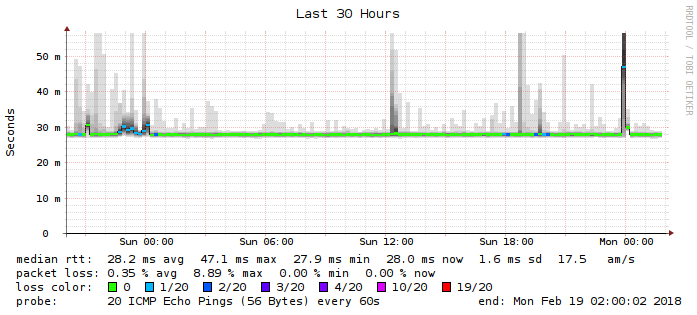 Last 30 Hours
RRDTOOL / TOBI OETIKER
Seconds
50 m
40 m
30 m
20 m
10 m
0
Sun 00:00 Sun 06:00 Sun 12:00 Sun 18:00 Mon 00:00
median rtt: 28.2 ms avg 47.1 ms max 27.9 ms min 28.0 ms now 1.6 ms sd 17.5 am/s
packet loss: 0.35 % avg 8.89 % max 0.00 % min 0.00 % now
loss color: 0 1/20 2/20 3/20 4/20 10/20 19/20
probe: 20 ICMP Echo Pings (56 Bytes) every 60s end: Mon Feb 19 02:00:02 2018